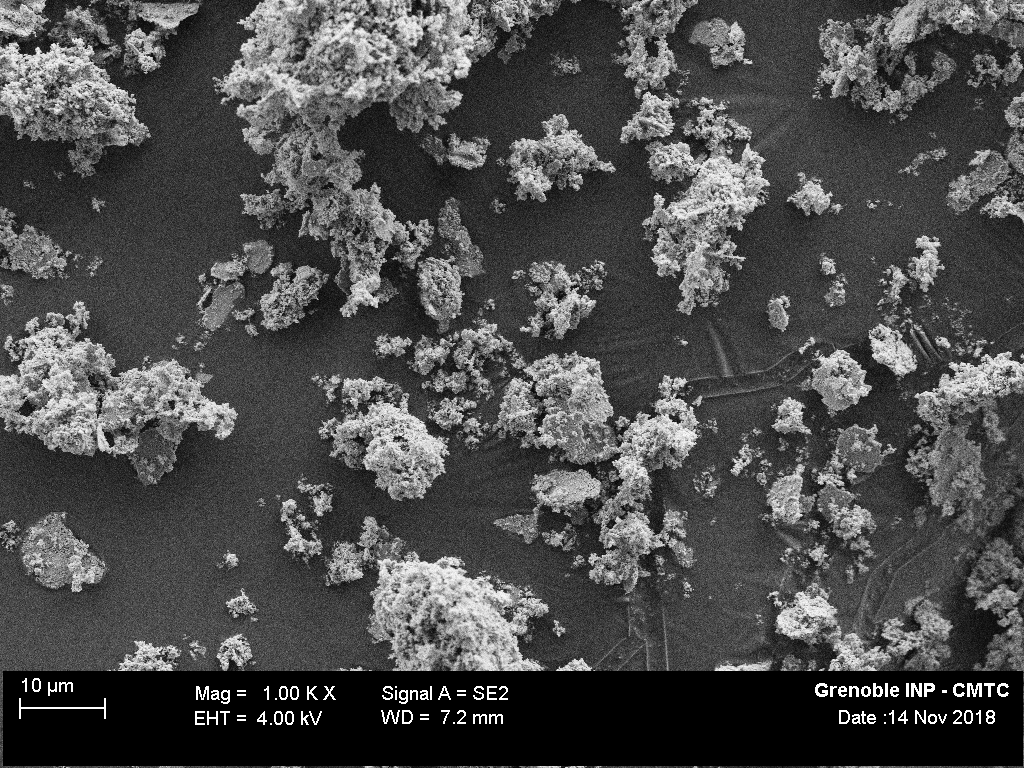 10 µm
Mag = 1.00 K X
EHT = 4.00 kV
Signal A = SE2
WD = 7.2 mm
Grenoble INP - CMTC
Date :14 Nov 2018